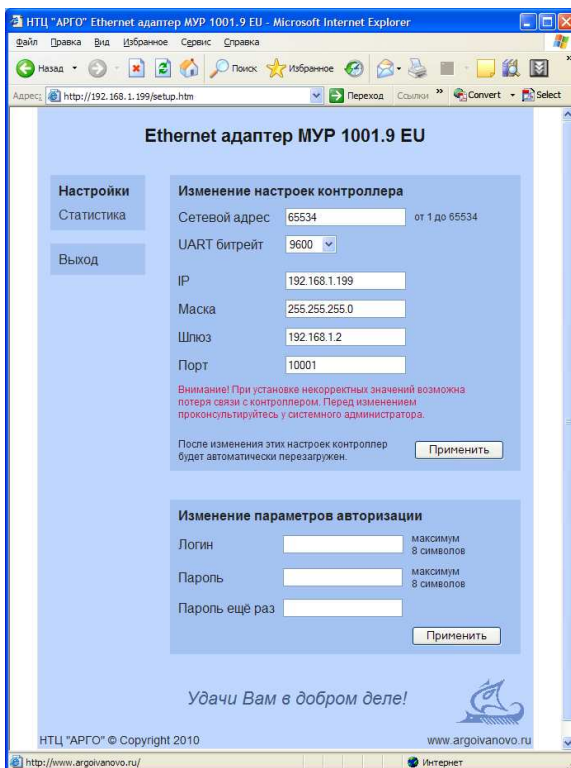 НТЦ "АРГО" Ethernet адаптер МУР 1001.9 EU - Microsoft Internet Explorer
Файл Правка Вид Избранное Сервис Справка
Назад Поиск Избранное
Адрес: http://192.168.1.199/setup.htm Переход Ссылки Convert Select
Ethernet адаптер МУР 1001.9 EU
Настройки
Статистика
Выход
Изменение настроек контроллера
Сетевой адрес 65534 от 1 до 65534
UART битрейт 9600
IP 192.168.1.199
Маска 255.255.255.0
Шлюз 192.168.1.2
Порт 10001
Внимание! При установке некорректных значений возможна
потеря связи с контроллером. Перед изменением
проконсультируйтесь у системного администратора.
После изменения этих настроек контроллер
будет автоматически перезагружен.
Применить
Изменение параметров авторизации
Логин максимум
8 символов
Пароль максимум
8 символов
Пароль ещё раз
Применить
Удачи Вам в добром деле!
НТЦ "АРГО" © Copyright 2010 www.argoivanovo.ru
http://www.argoivanovo.ru/ Интернет